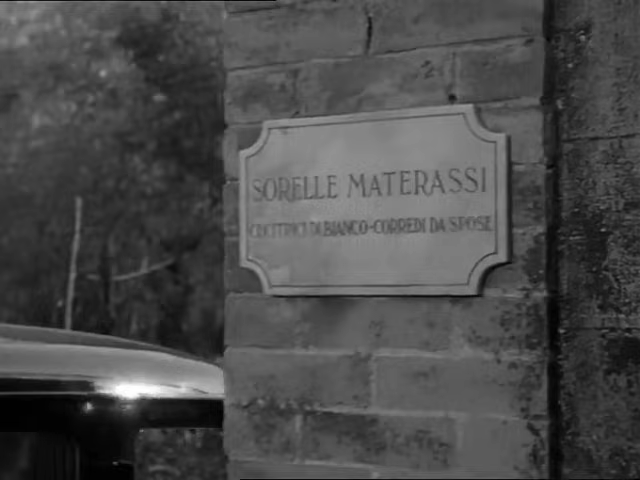 SORELLE MATERASSI
CUCITRICI DI BIANCO-CORREDI DA SPOSE